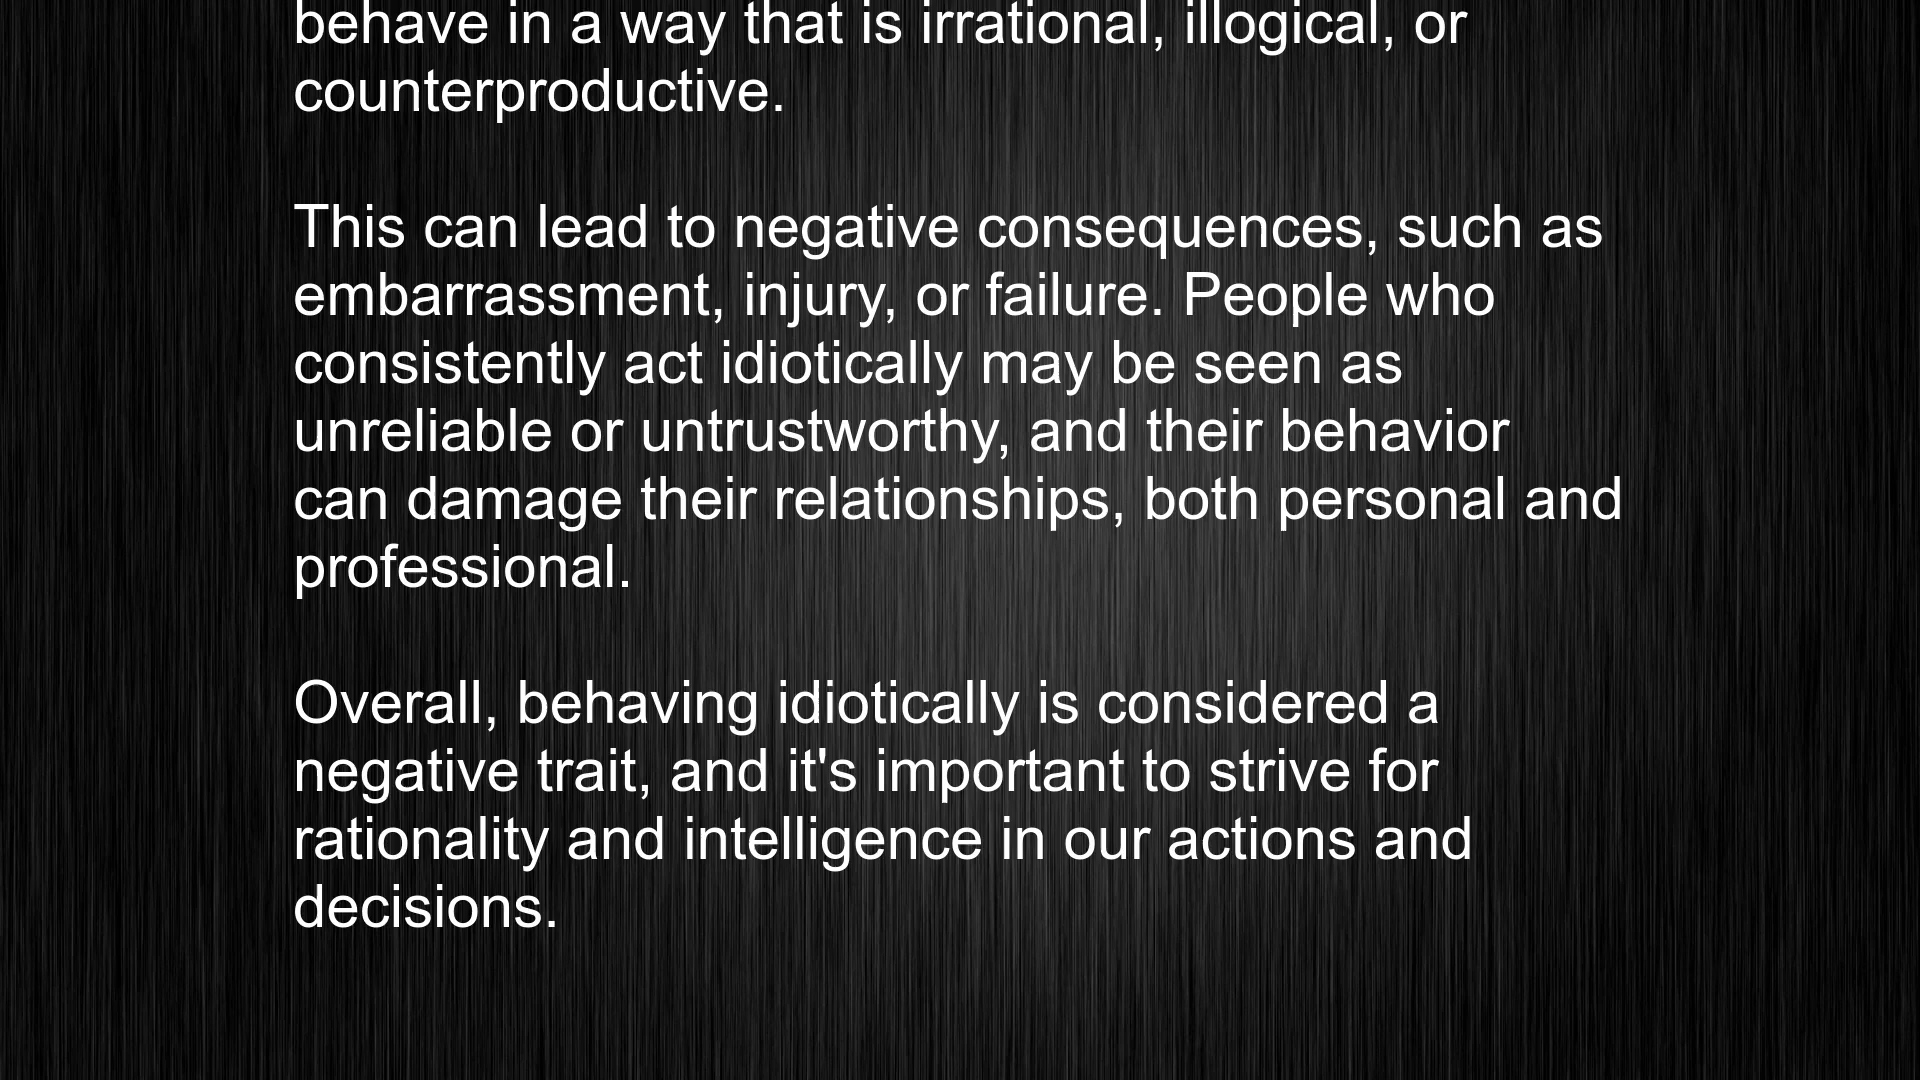 behave in a way that is irrational, illogical, or
counterproductive.
This can lead to negative consequences, such as
embarrassment, injury, or failure. People who
consistently act idiotically may be seen as
unreliable or untrustworthy, and their behavior
can damage their relationships, both personal and
professional.
Overall, behaving idiotically is considered a
negative trait, and it's important to strive for
rationality and intelligence in our actions and
decisions.